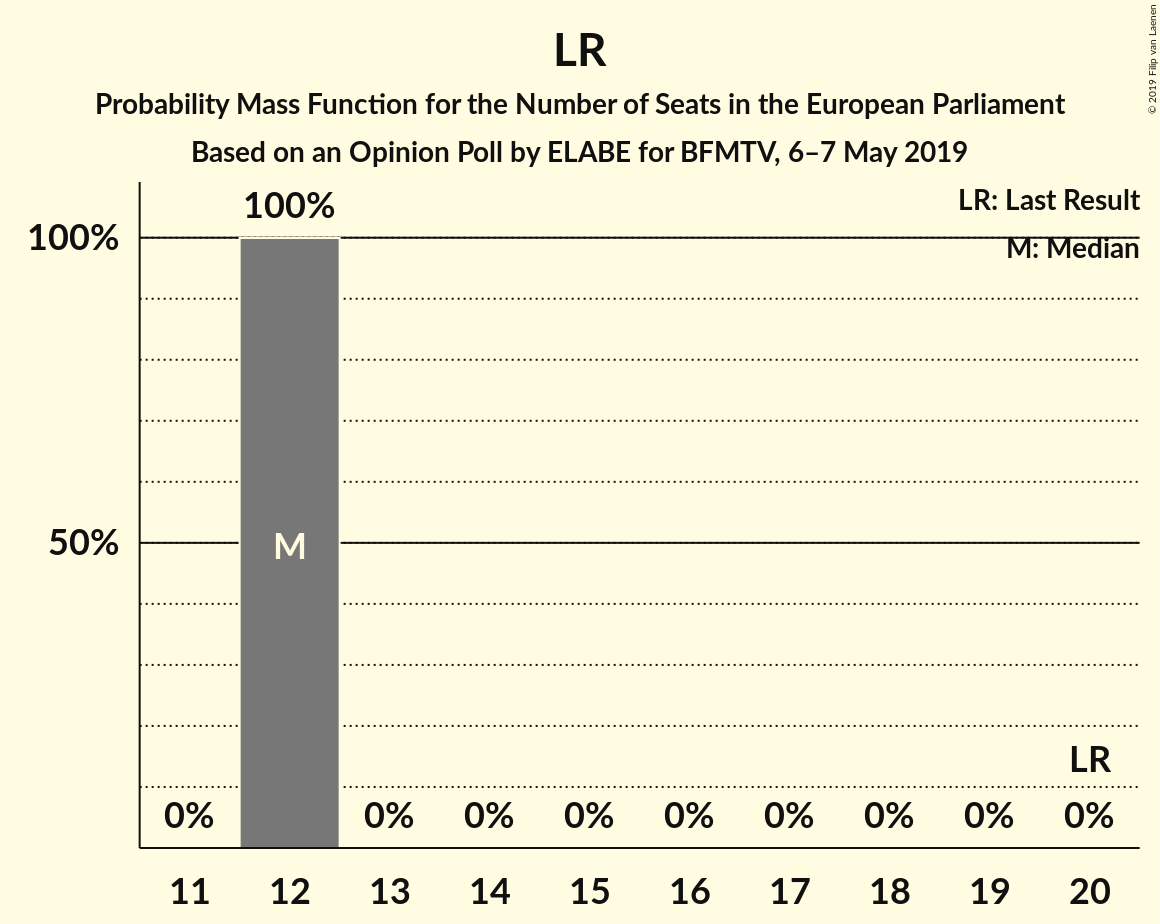 LR
Probability Mass Function for the Number of Seats in the European Parliament
Based on an Opinion Poll by ELABE for BFMTV, 6–7 May 2019
© 2019 Filip van Laenen
LR: Last Result
M: Median
100%
100%
50%
M
LR
0% 0% 0% 0% 0% 0% 0% 0% 0%
11 12 13 14 15 16 17 18 19 20